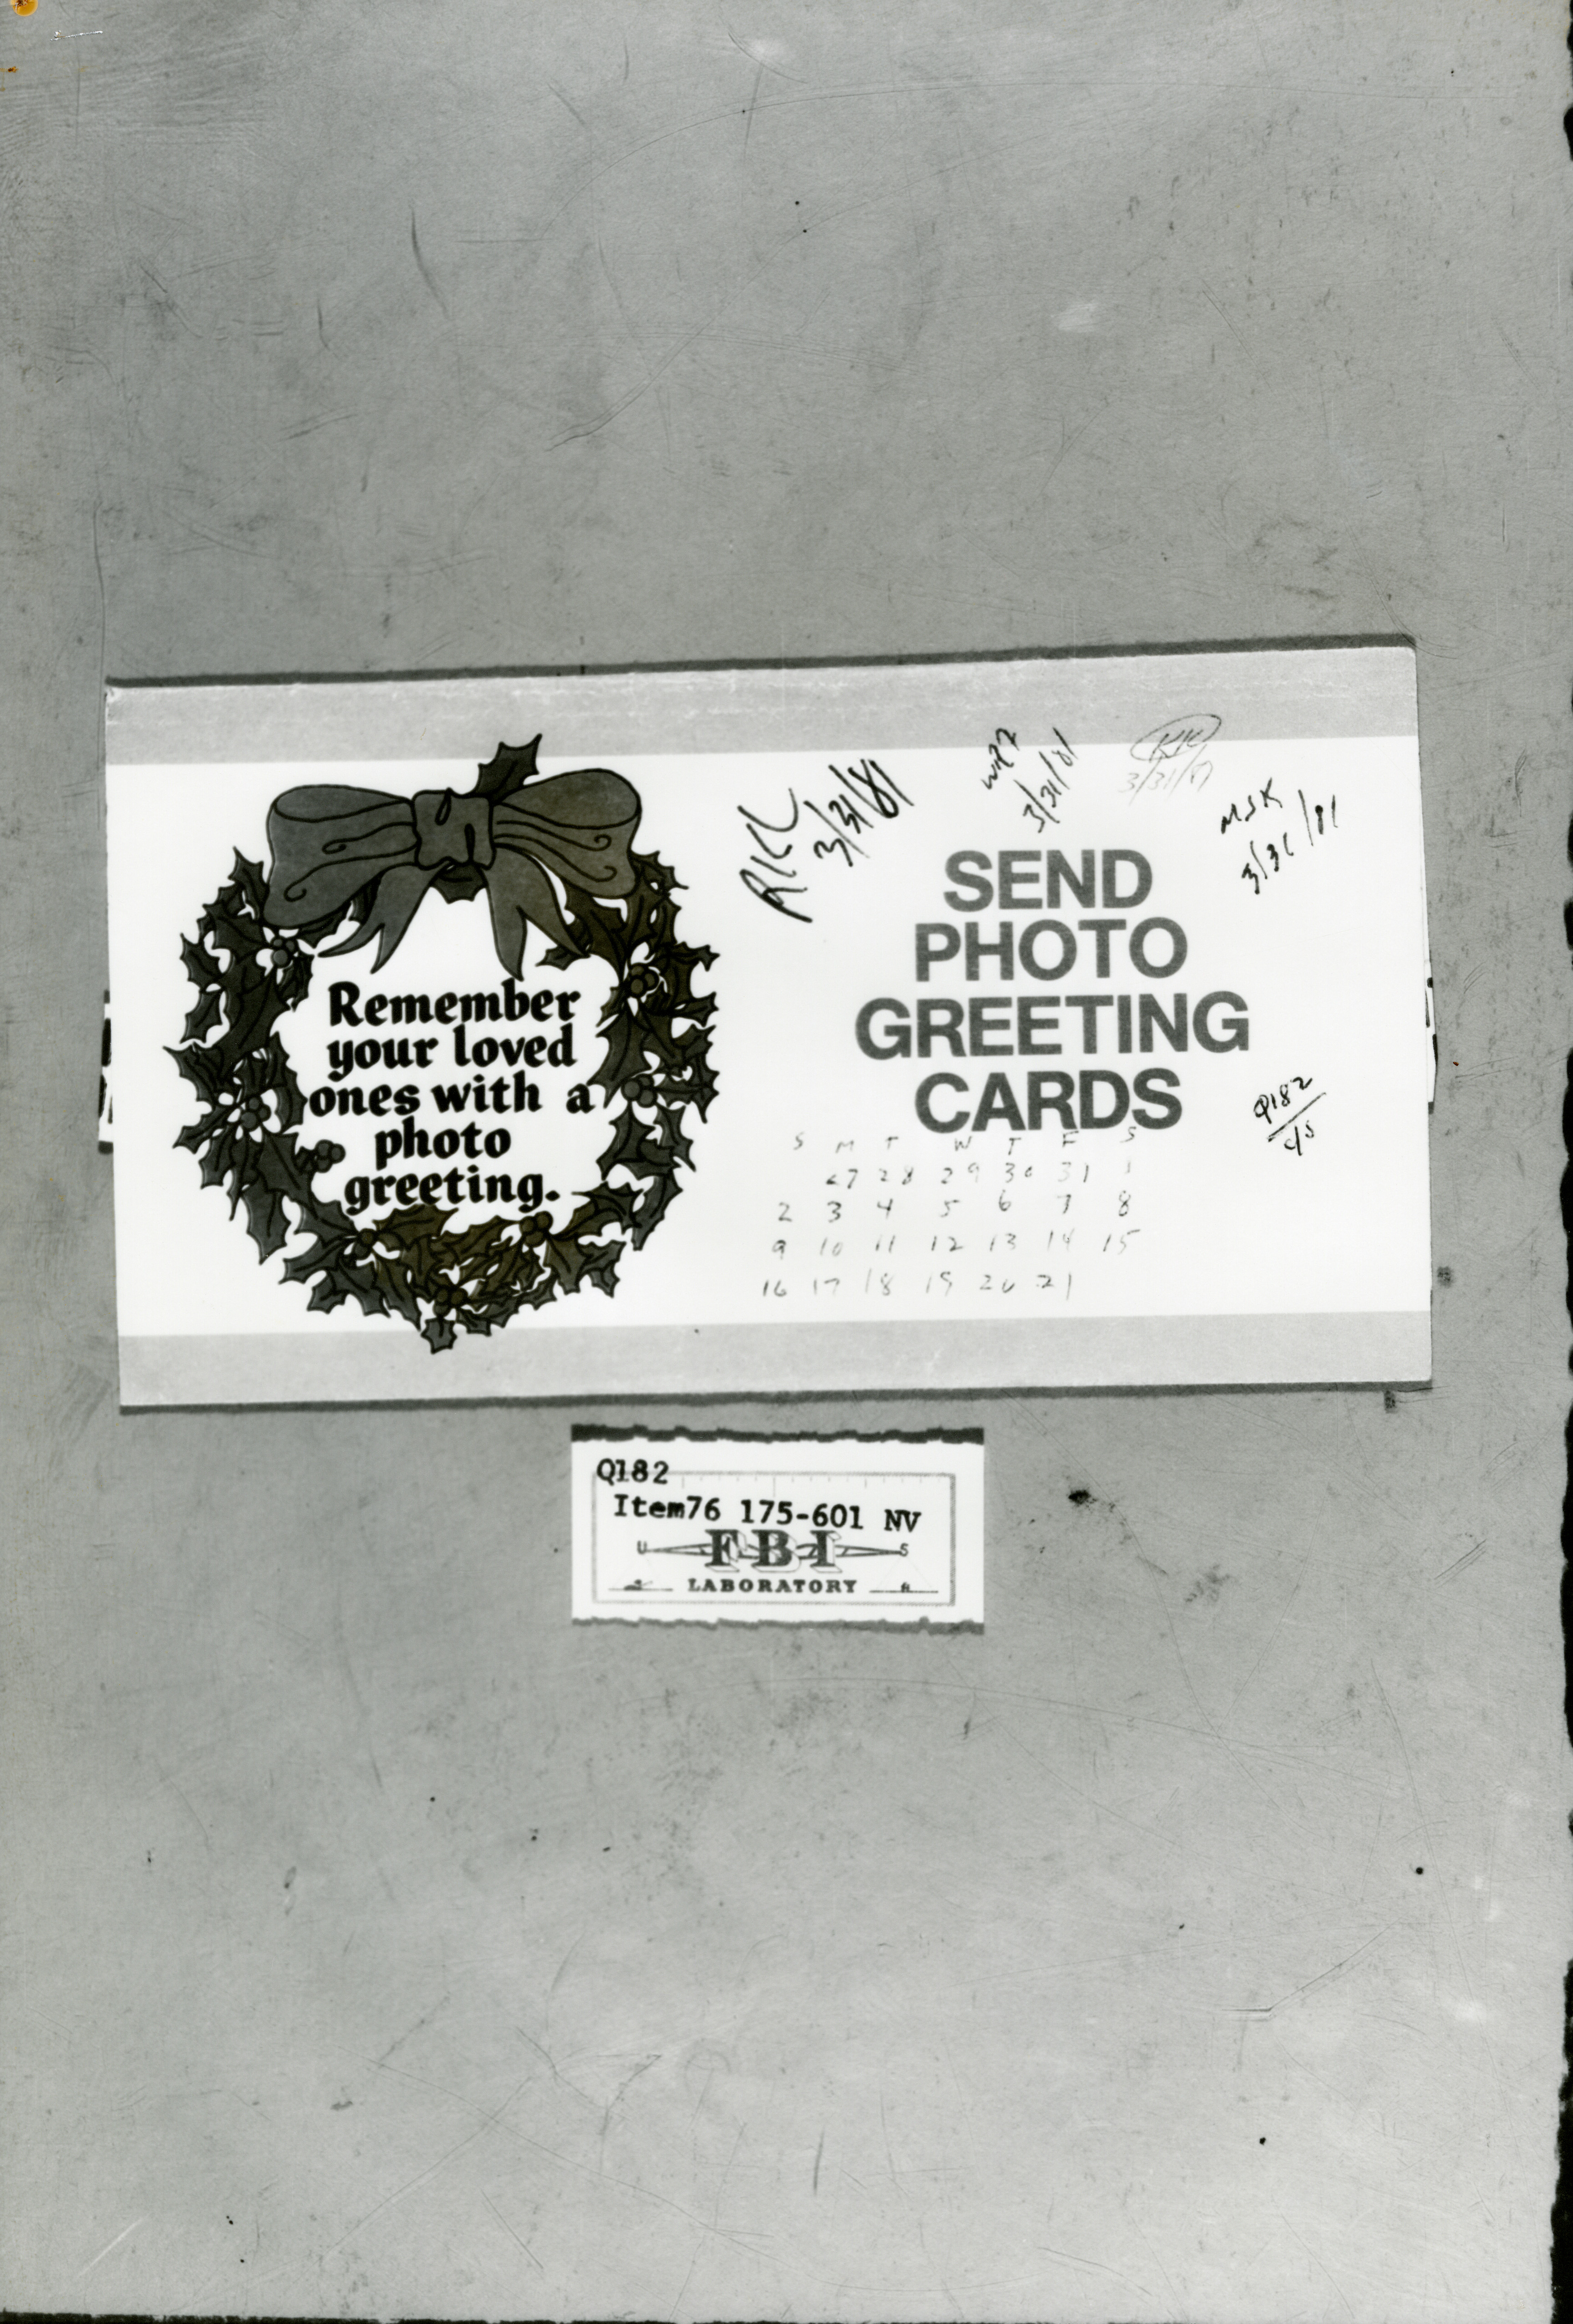 Remember
your loved
ones with a
photo
greeting.
RKL
3/31/81
3/31/81
3/31/81
MSK
3/31/81
SEND
PHOTO
GREETING
CARDS
Q182
S M T W T F S
27 28 29 30 31 1
2 3 4 5 6 7 8
9 10 11 12 13 14 15
16 17 18 19 20 21
Q182
Item76 175-601 NV
U FBI S
LABORATORY